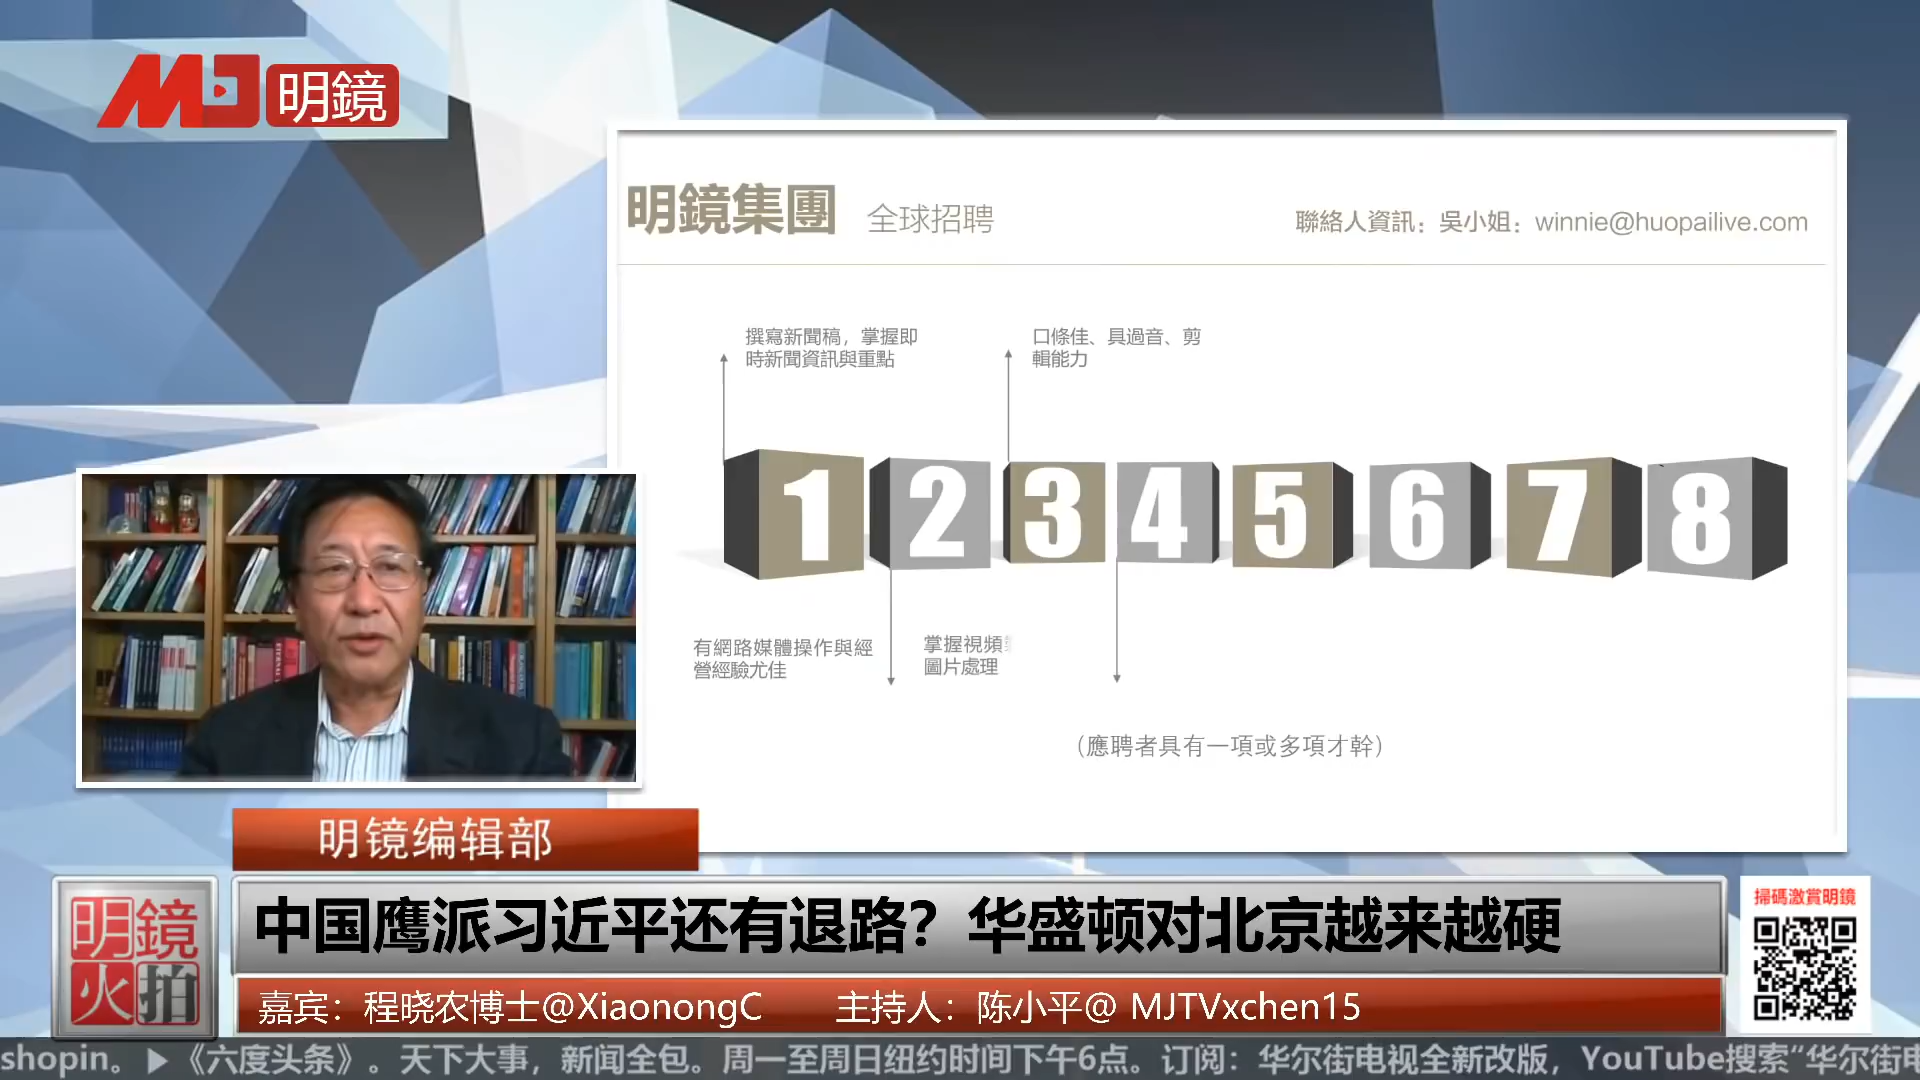 MJ 明鏡
明鏡集團 全球招聘
聯絡人資訊：吳小姐：winnie@huopailive.com
撰寫新聞稿，掌握即
時新聞資訊與重點
口條佳、具過音、剪
輯能力
1 2 3 4 5 6 7 8
有網路媒體操作與經
營經驗尤佳
掌握視頻
圖片處理
（應聘者具有一項或多項才幹）
明镜编辑部
明鏡
火拍
中国鹰派习近平还有退路？华盛顿对北京越来越硬
嘉宾：程晓农博士@XiaonongC 主持人：陈小平@ MJTVxchen15
掃碼激賞明鏡
shopin。▶《六度头条》。天下大事，新闻全包。周一至周日纽约时间下午6点。订阅：华尔街电视全新改版，YouTube搜索“华尔街电